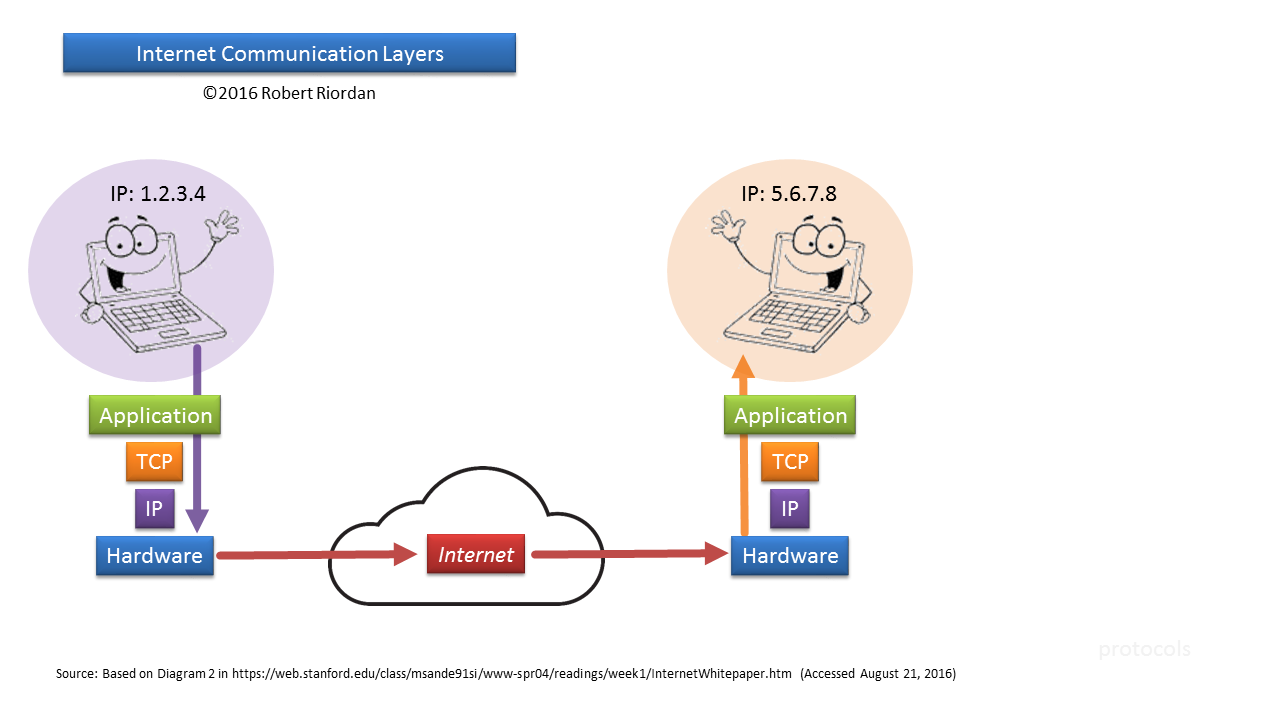 Internet Communication Layers
©2016 Robert Riordan
IP: 1.2.3.4
IP: 5.6.7.8
Application
TCP
IP
Hardware
Internet
Application
TCP
IP
Hardware
protocols
Source: Based on Diagram 2 in https://web.stanford.edu/class/msande91si/www-spr04/readings/week1/InternetWhitepaper.htm (Accessed August 21, 2016)